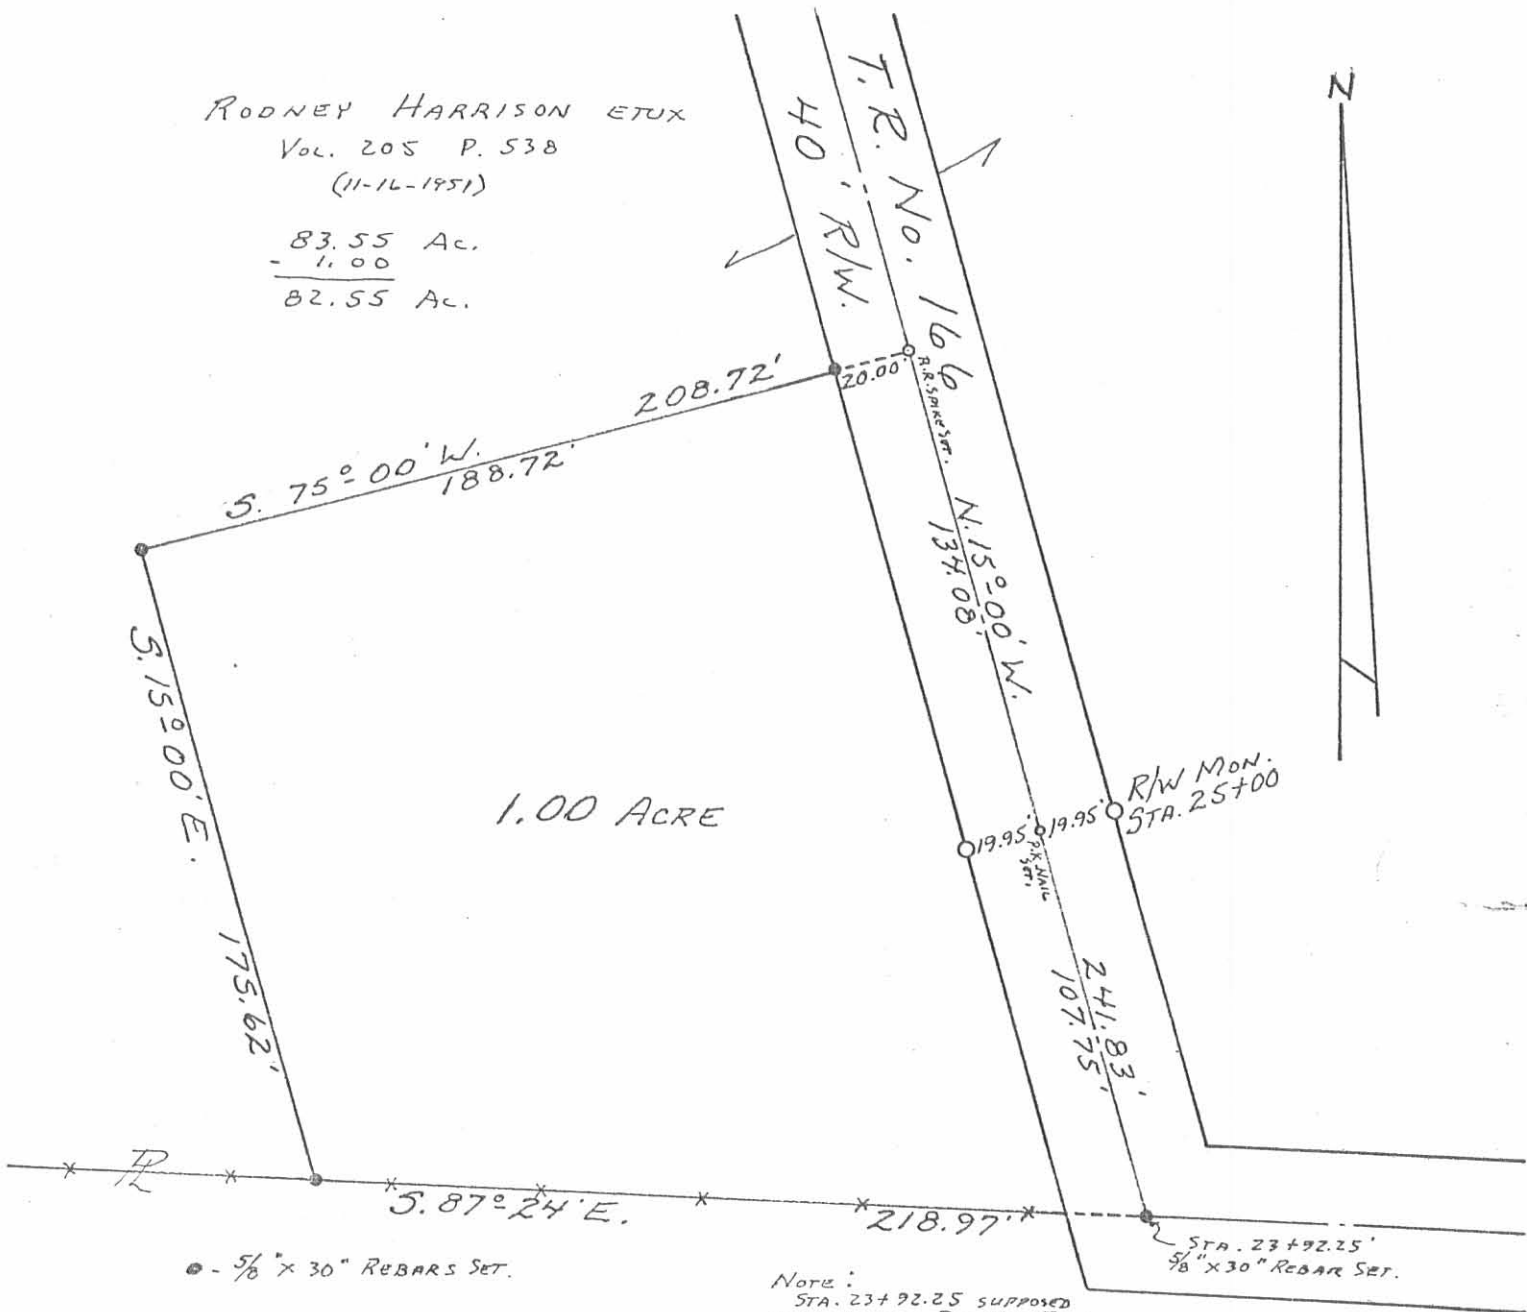 RODNEY HARRISON ETUX
VOL. 205 P. 538
(11-16-1951)
83.55 AC.
- 1.00
82.55 AC.
T.R. No. 166
40' R/W.
N
208.72'
20.00'
R.R. SPIKE SET.
S. 75°-00' W.
188.72'
N. 15°-00' W.
134.08'
S. 15°-00' E.
175.62'
1.00 ACRE
R/W MON.
STA. 25+00
19.95'
19.95'
P.K. NAIL
SET.
241.83'
107.75'
PL
S. 87°-24' E.
218.97'
STA. 23+92.25'
5/8" x 30" REBAR SET.
● - 5/8" x 30" REBARS SET.
NOTE:
STA. 23+92.25 SUPPOSED